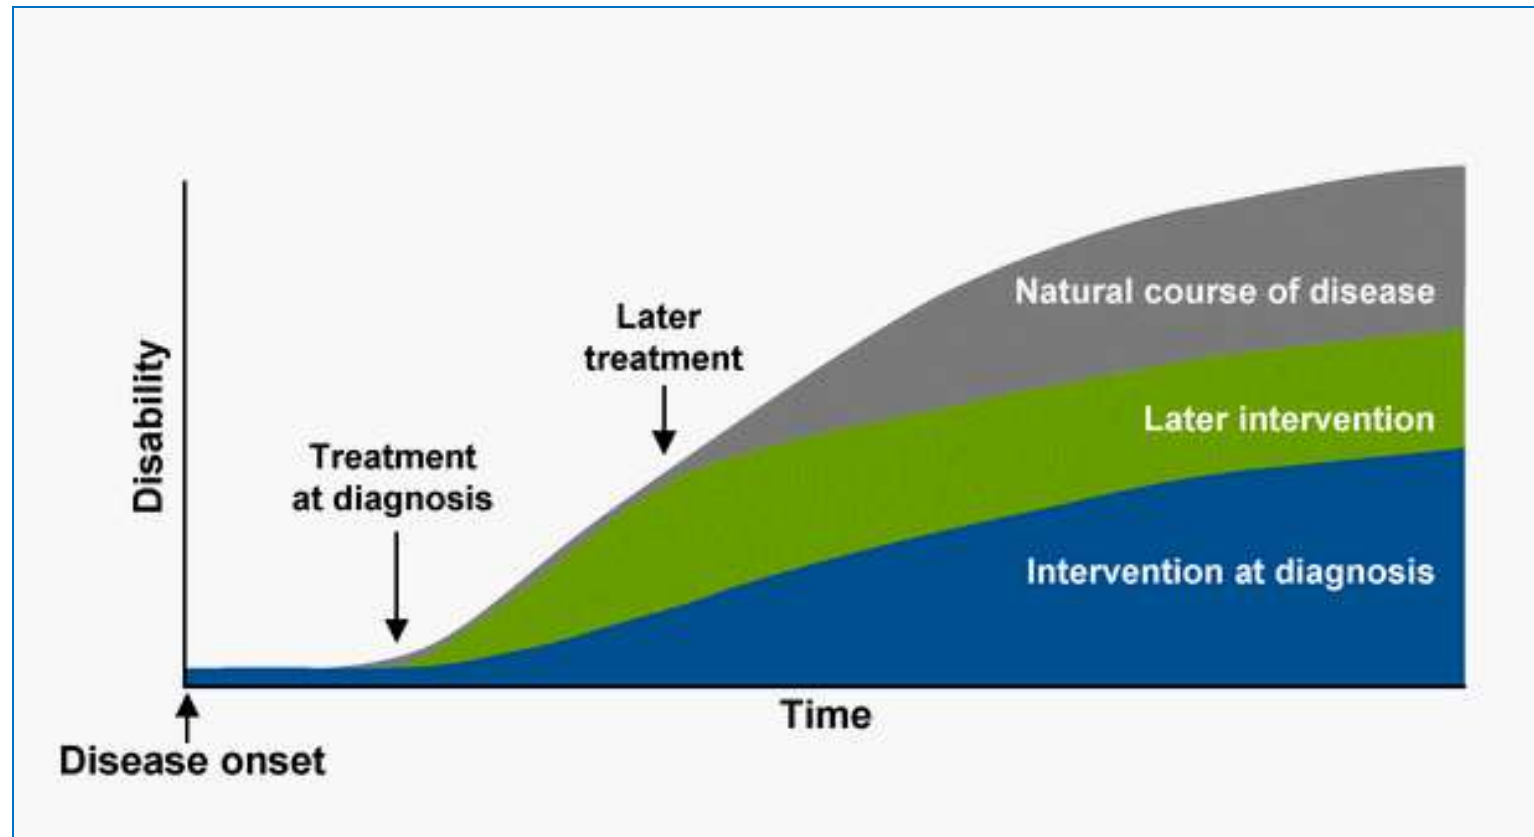 Natural course of disease
Later
treatment
Later intervention
Disability
Treatment
at diagnosis
Intervention at diagnosis
Time
Disease onset